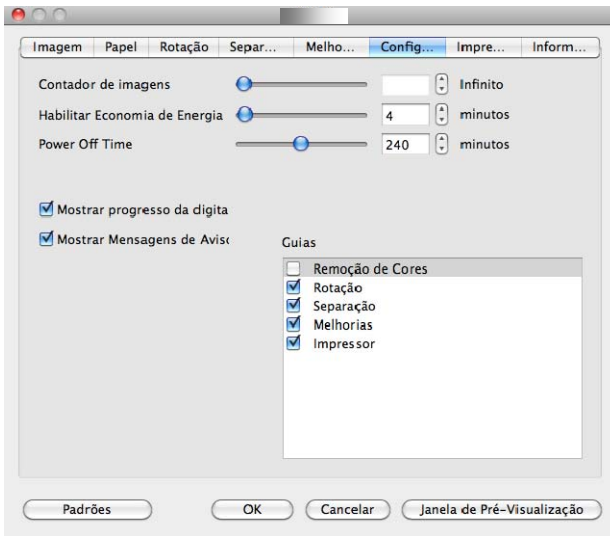 Imagem Papel Rotação Separ... Melho... Config... Impre... Inform...
Contador de imagens Infinito
Habilitar Economia de Energia 4 minutos
Power Off Time 240 minutos
Mostrar progresso da digita
Mostrar Mensagens de Aviso
Guias
Remoção de Cores
Rotação
Separação
Melhorias
Impressor
Padrões OK Cancelar Janela de Pré-Visualização